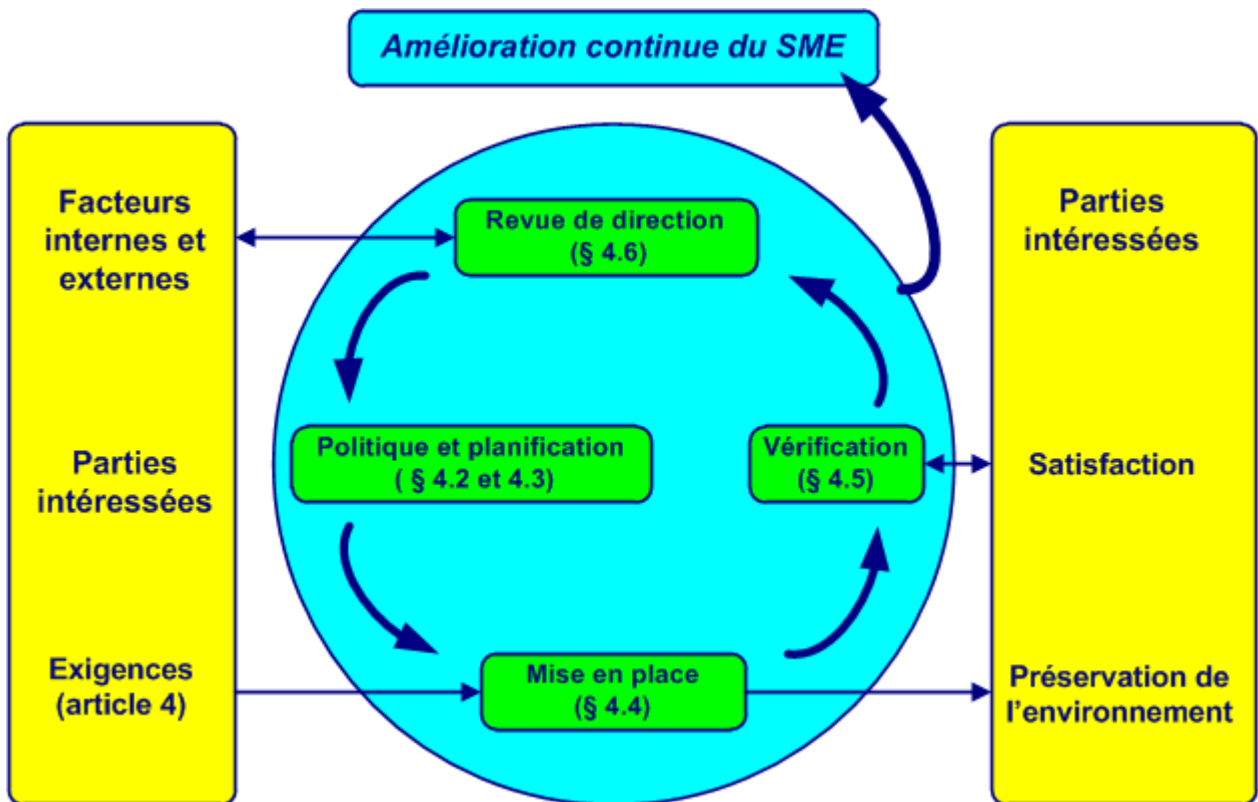 Amélioration continue du SME
Facteurs
internes et
externes
Parties
intéressées
Exigences
(article 4)
Revue de direction
(§ 4.6)
Politique et planification
( § 4.2 et 4.3)
Vérification
(§ 4.5)
Mise en place
(§ 4.4)
Parties
intéressées
Satisfaction
Préservation de
l'environnement